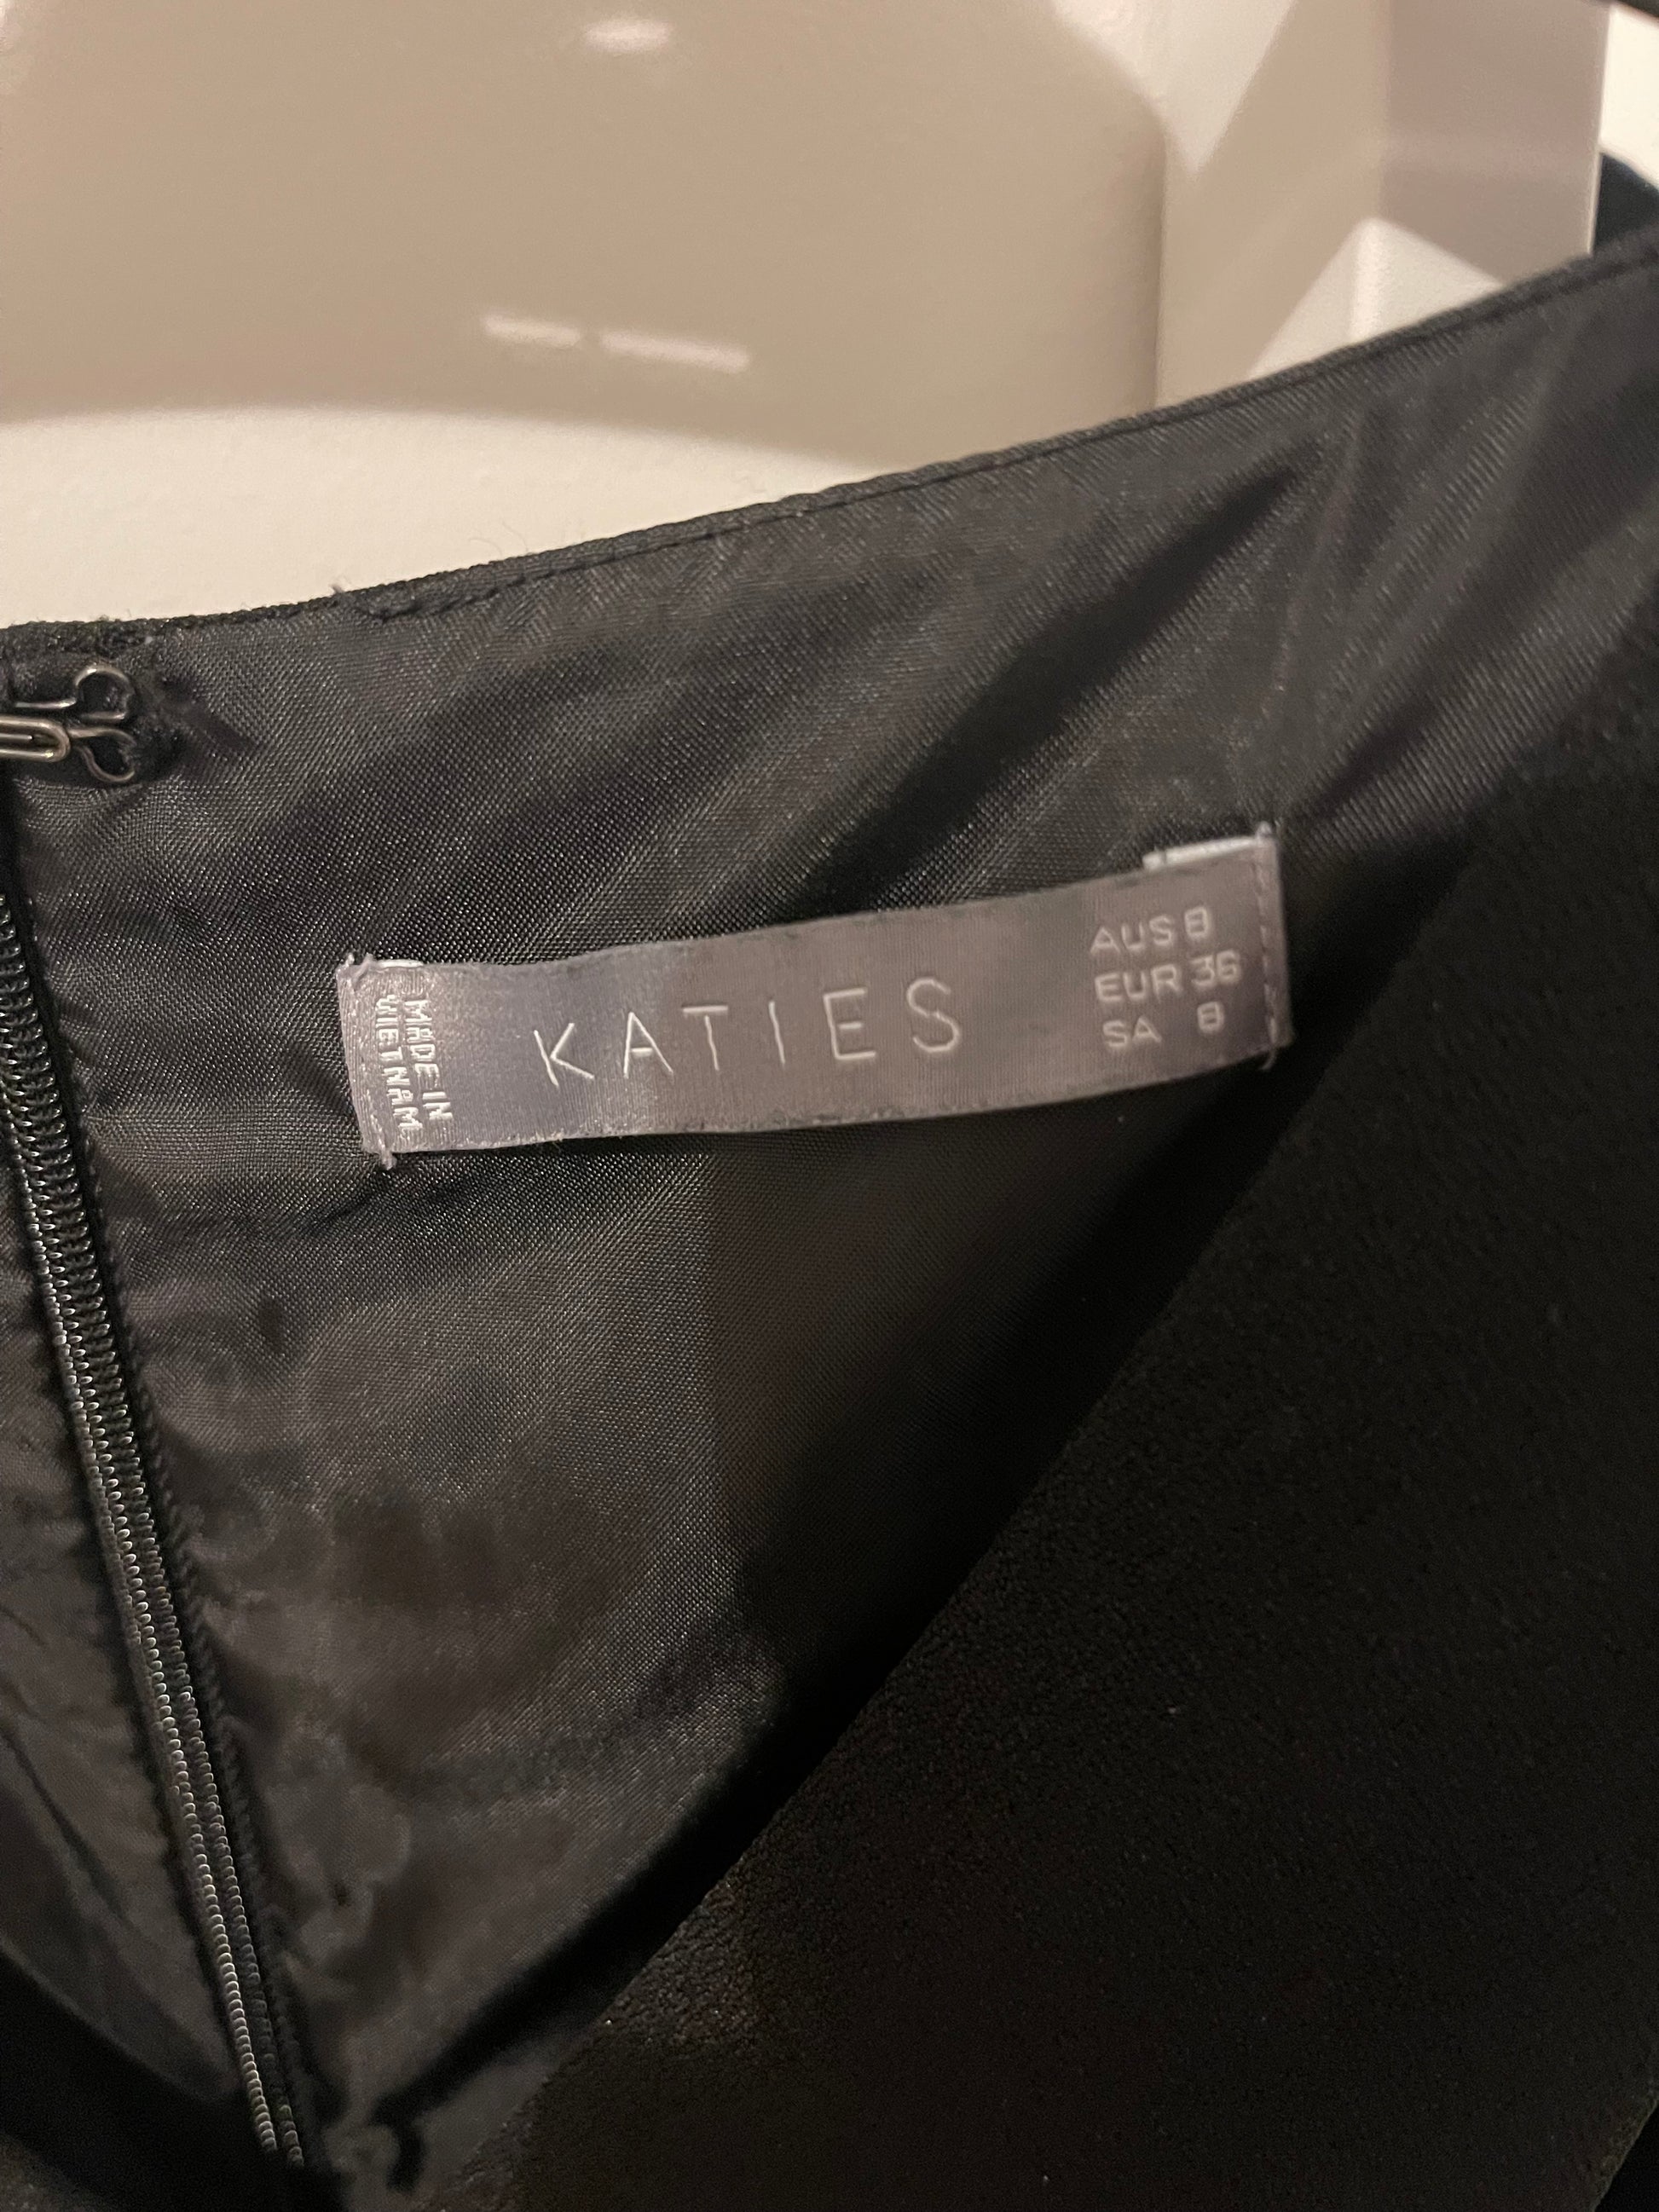 MADE IN
VIETNAM
KATIES
AUS 8
EUR 36
SA 8